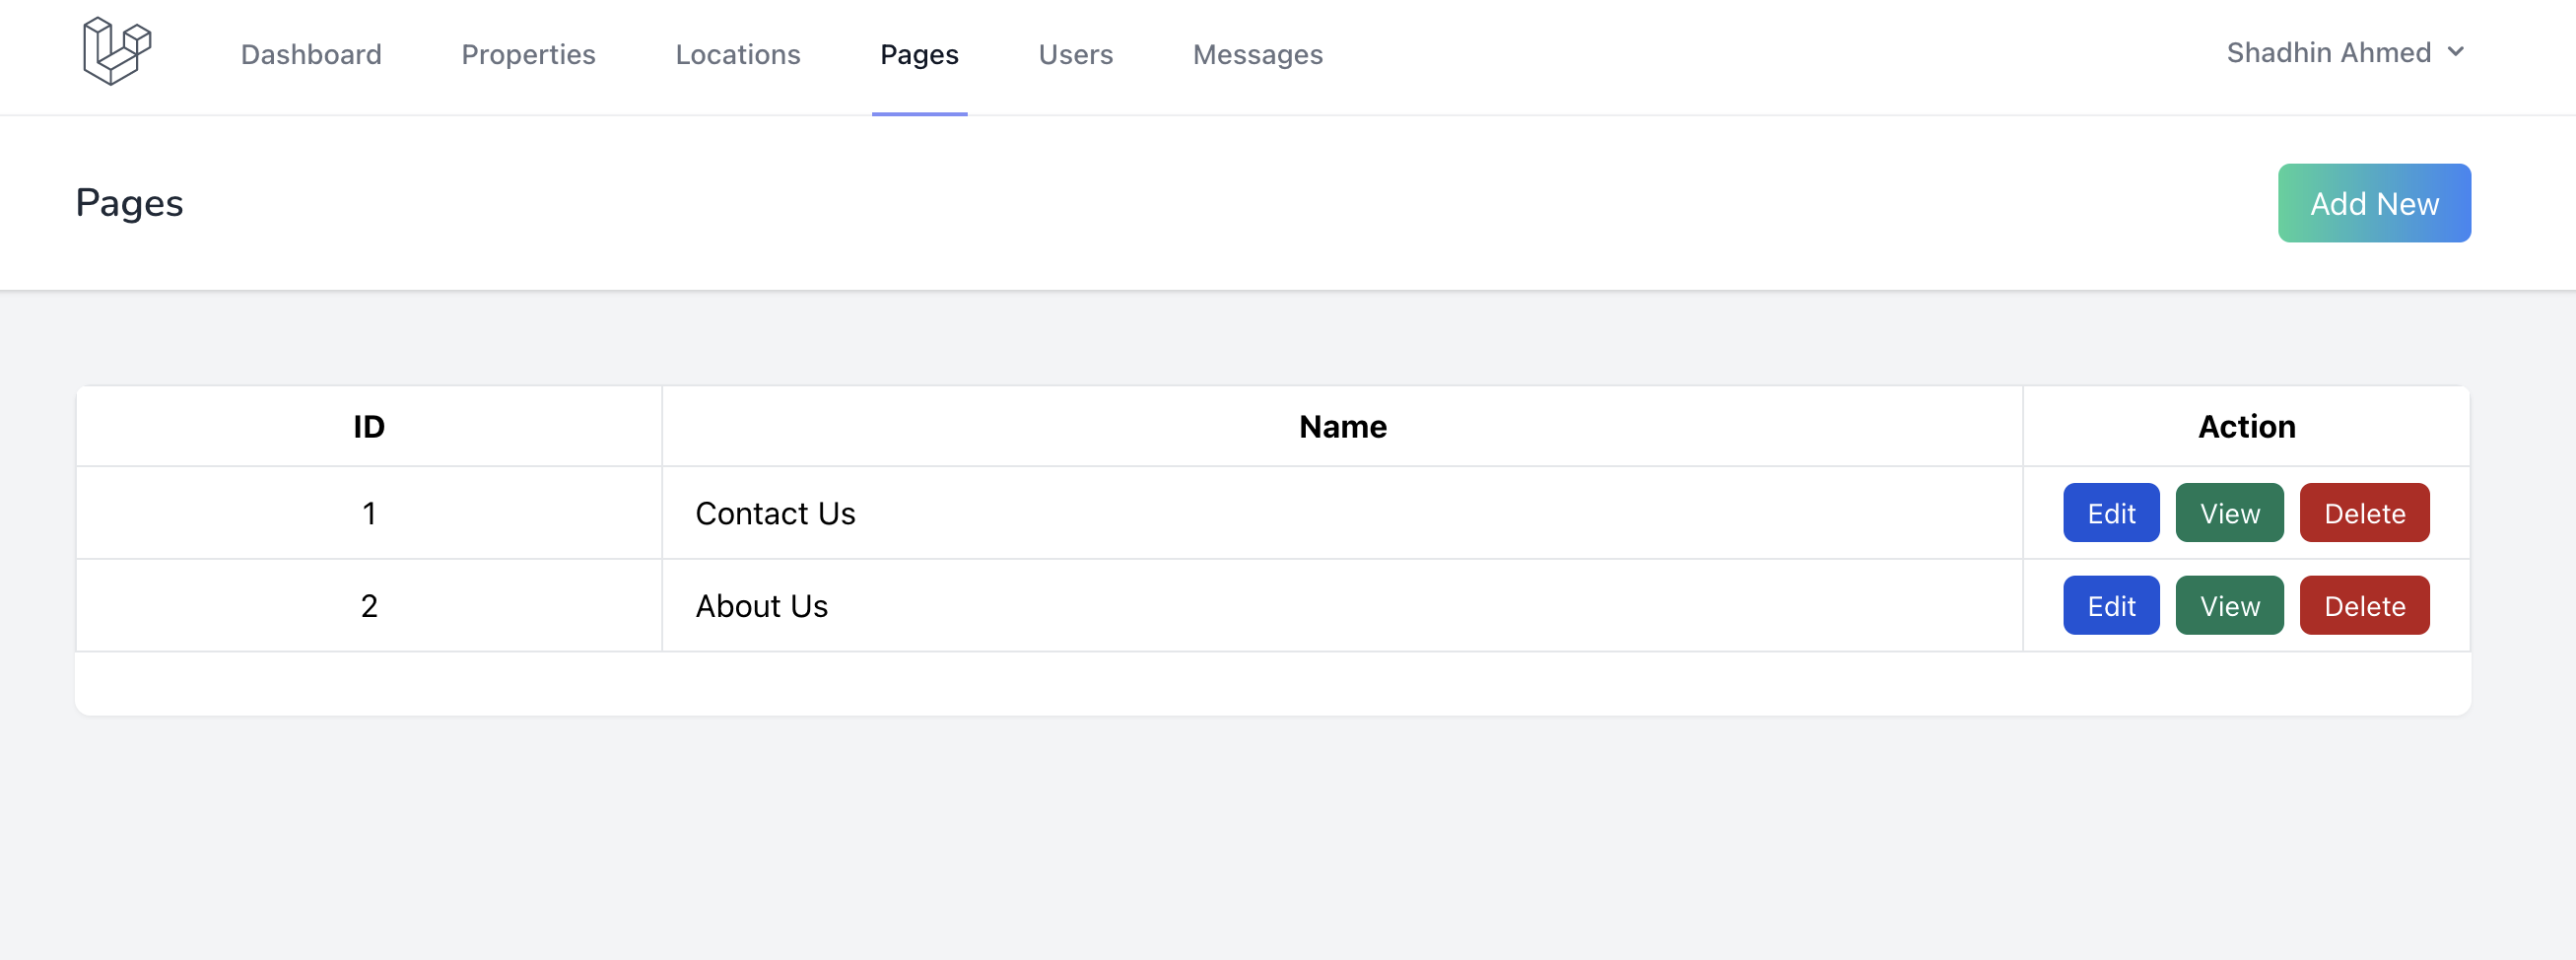 Dashboard Properties Locations Pages Users Messages Shadhin Ahmed
Pages Add New
ID Name Action
1 Contact Us Edit View Delete
2 About Us Edit View Delete